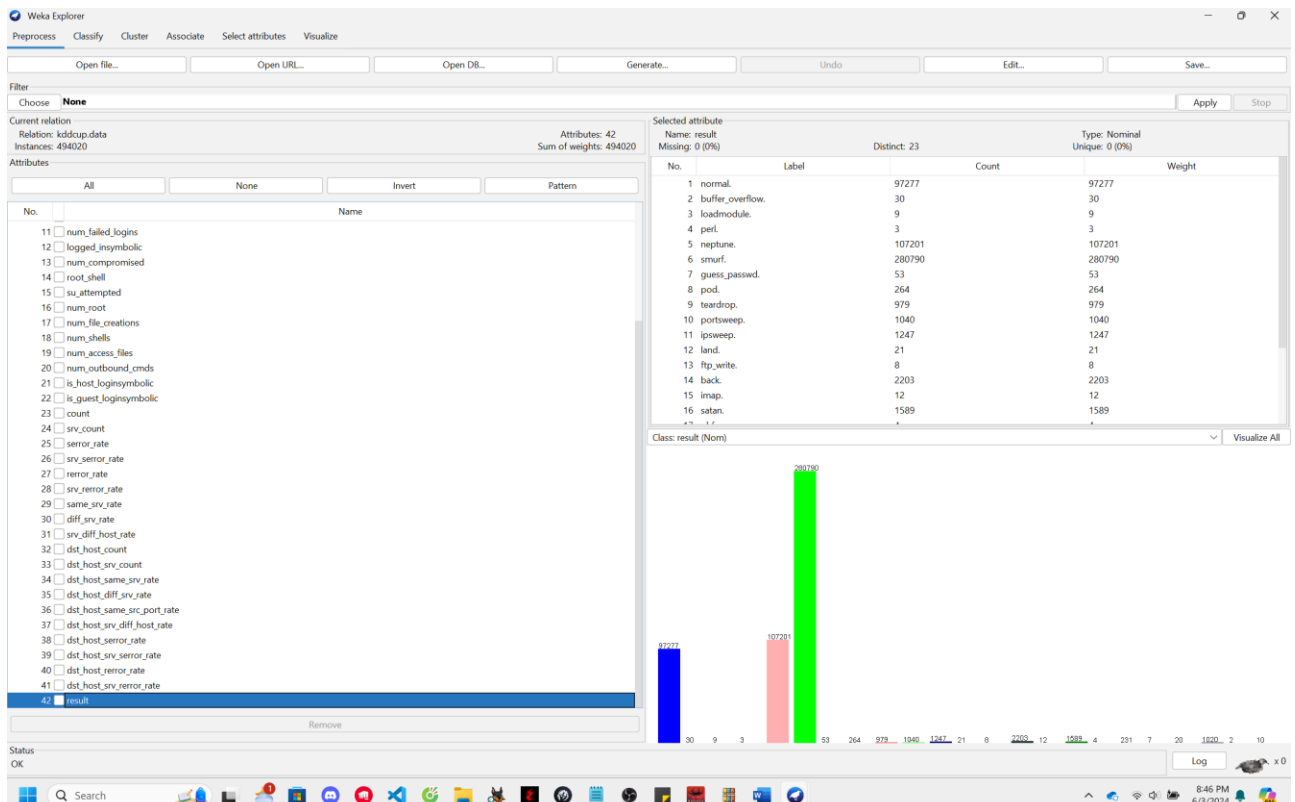 Weka Explorer
Preprocess Classify Cluster Associate Select attributes Visualize
Open file... Open URL... Open DB... Generate... Undo Edit... Save...
Filter
Choose None Apply Stop
Current relation
Relation: kddcup.data Attributes: 42
Instances: 494020 Sum of weights: 494020
Attributes
All None Invert Pattern
No. Name
11 num_failed_logins
12 logged_insymbolic
13 num_compromised
14 root_shell
15 su_attempted
16 num_root
17 num_file_creations
18 num_shells
19 num_access_files
20 num_outbound_cmds
21 is_host_loginsymbolic
22 is_guest_loginsymbolic
23 count
24 srv_count
25 serror_rate
26 srv_serror_rate
27 rerror_rate
28 srv_rerror_rate
29 same_srv_rate
30 diff_srv_rate
31 srv_diff_host_rate
32 dst_host_count
33 dst_host_srv_count
34 dst_host_same_srv_rate
35 dst_host_diff_srv_rate
36 dst_host_same_src_port_rate
37 dst_host_srv_diff_host_rate
38 dst_host_serror_rate
39 dst_host_srv_serror_rate
40 dst_host_rerror_rate
41 dst_host_srv_rerror_rate
42 result
Remove
Selected attribute
Name: result Type: Nominal
Missing: 0 (0%) Distinct: 23 Unique: 0 (0%)
No. Label Count Weight
1 normal. 97277 97277
2 buffer_overflow. 30 30
3 loadmodule. 9 9
4 perl. 3 3
5 neptune. 107201 107201
6 smurf. 280790 280790
7 guess_passwd. 53 53
8 pod. 264 264
9 teardrop. 979 979
10 portsweep. 1040 1040
11 ipsweep. 1247 1247
12 land. 21 21
13 ftp_write. 8 8
14 back. 2203 2203
15 imap. 12 12
16 satan. 1589 1589
Class: result (Nom) Visualize All
280790
107201
97277
30 9 3 53 264 979 1040 1247 21 8 2203 12 1589 4 231 7 20 1020 2 10
Status
OK
Log x 0
Search
8:46 PM
6/3/2024